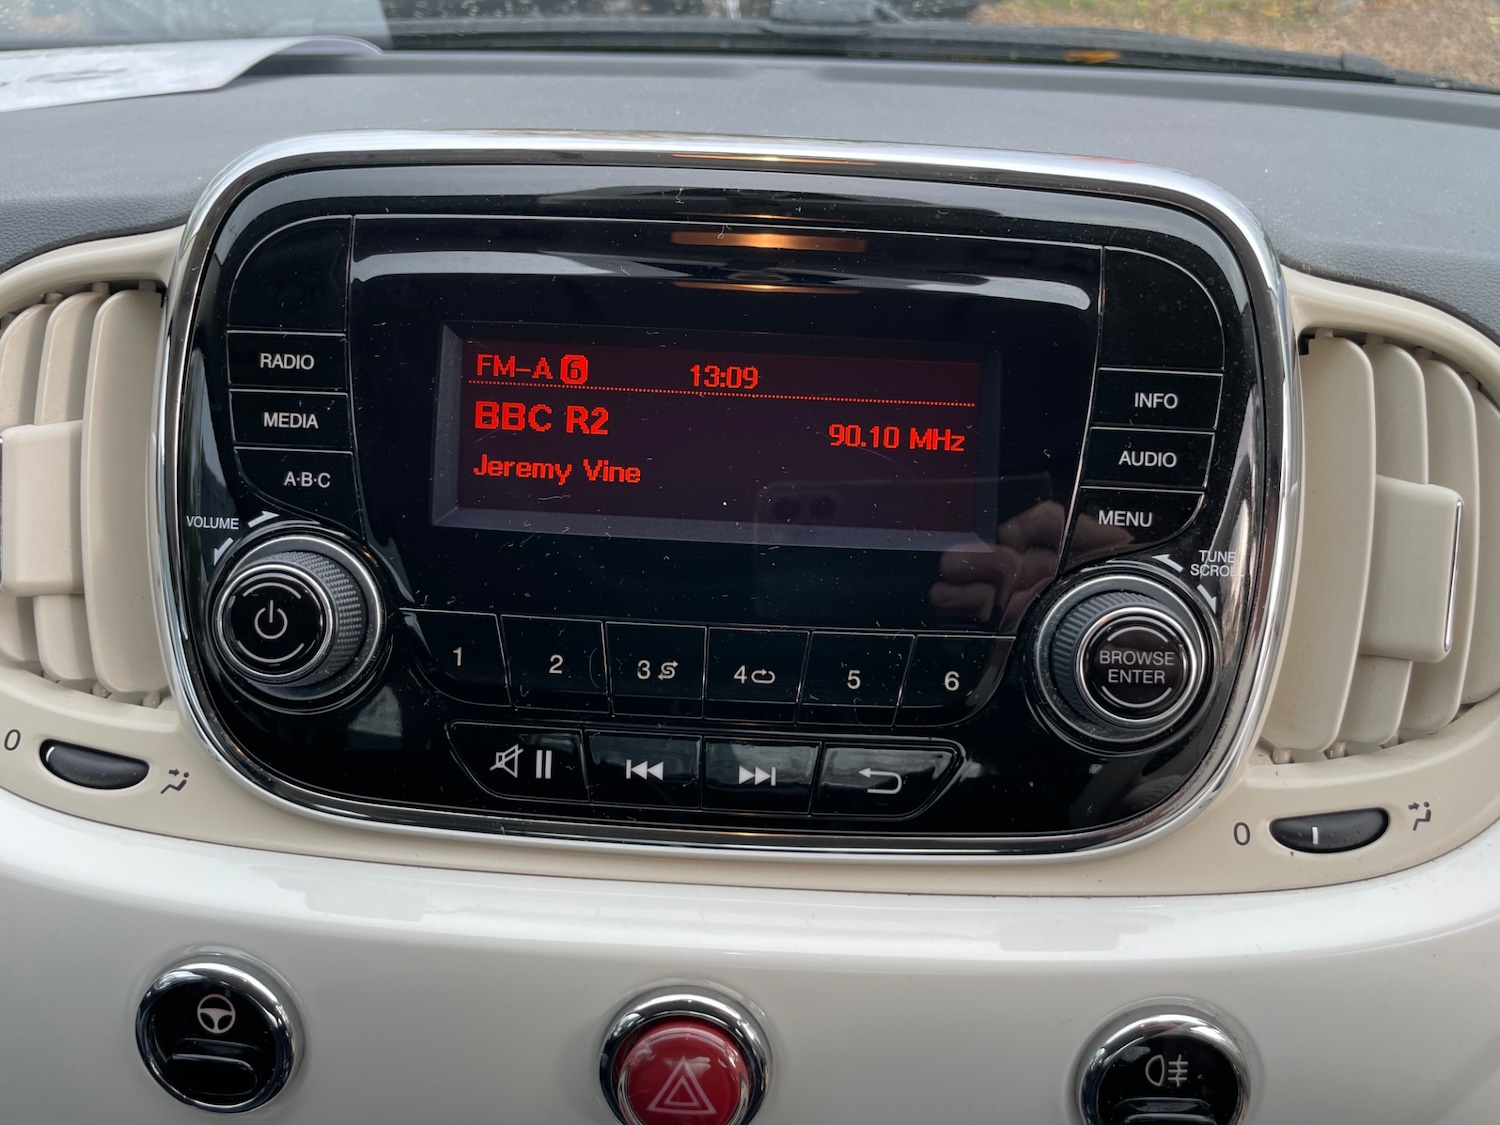 FM-A 6 13:09
BBC R2 90.10 MHz
Jeremy Vine
RADIO
MEDIA
A·B·C
VOLUME
INFO
AUDIO
MENU
TUNE
SCROLL
BROWSE
ENTER
1 2 3 4 5 6
0
0